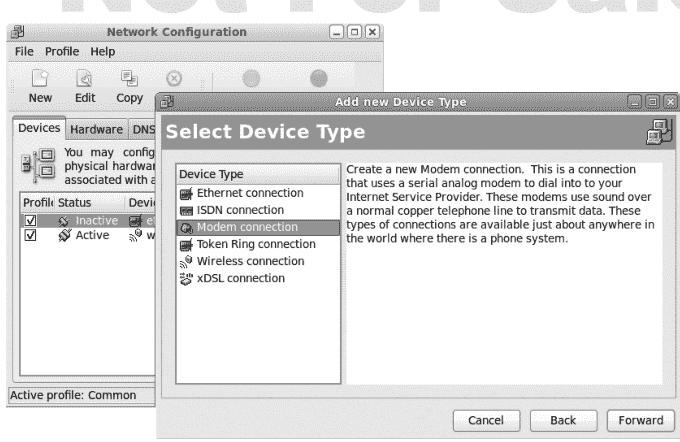 Not For Sale
Network Configuration
File Profile Help
New Edit Copy
Devices Hardware DNS
You may config
physical hardwar
associated with a
Profile Status Devi
Inactive e
Active w
Active profile: Common
Add new Device Type
Select Device Type
Device Type
Ethernet connection
ISDN connection
Modem connection
Token Ring connection
Wireless connection
xDSL connection
Create a new Modem connection. This is a connection
that uses a serial analog modem to dial into to your
Internet Service Provider. These modems use sound over
a normal copper telephone line to transmit data. These
types of connections are available just about anywhere in
the world where there is a phone system.
Cancel Back Forward